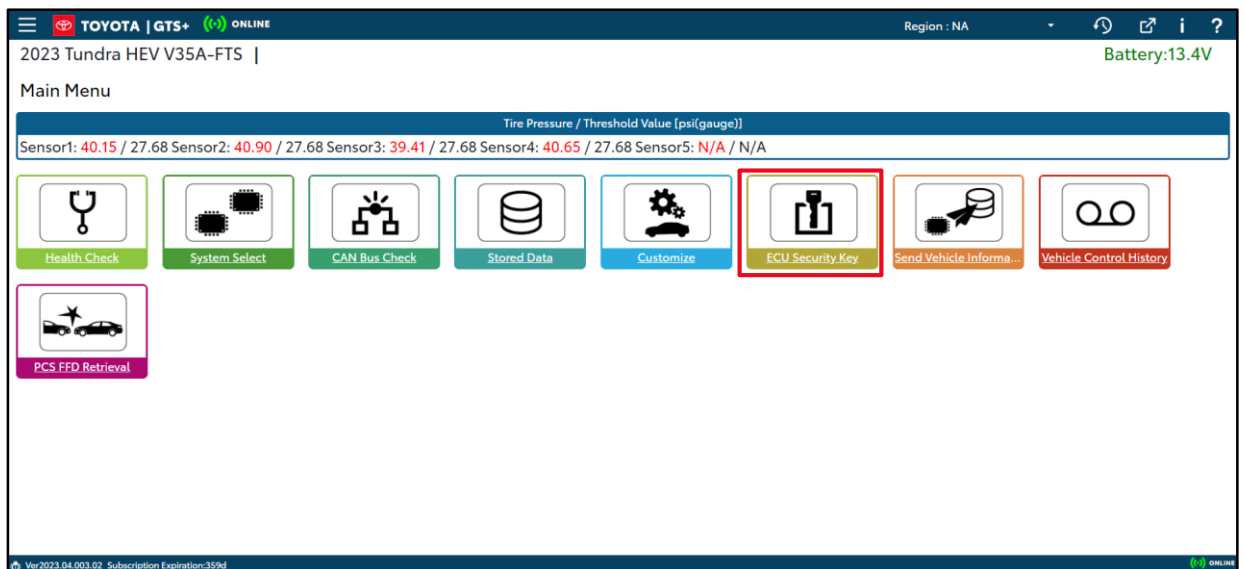 TOYOTA | GTS+ ONLINE Region : NA i ?
2023 Tundra HEV V35A-FTS | Battery:13.4V
Main Menu
Tire Pressure / Threshold Value [psi(gauge)]
Sensor1: 40.15 / 27.68 Sensor2: 40.90 / 27.68 Sensor3: 39.41 / 27.68 Sensor4: 40.65 / 27.68 Sensor5: N/A / N/A
Health Check System Select CAN Bus Check Stored Data Customize ECU Security Key Send Vehicle Informa... Vehicle Control History
PCS FFD Retrieval
Ver2023.04.003.02 Subscription Expiration:359d ONLINE